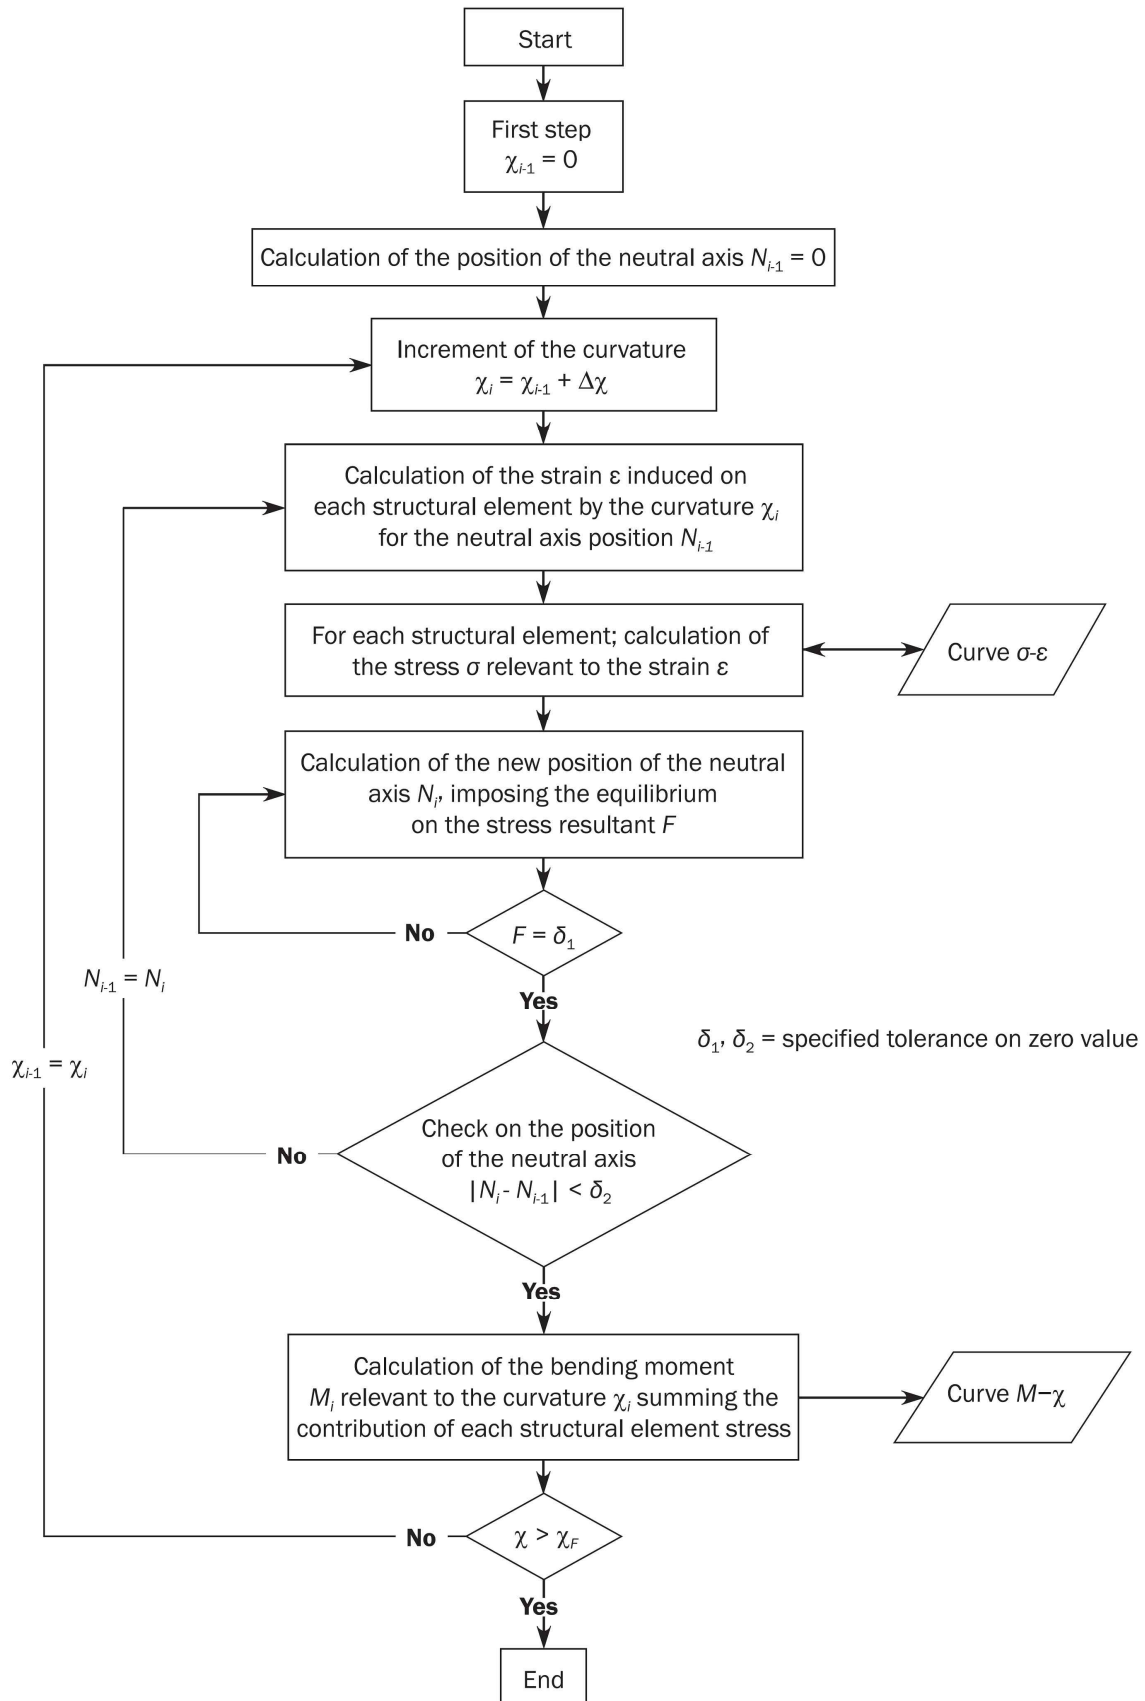 Start
First step
χi-1 = 0
Calculation of the position of the neutral axis Ni-1 = 0
Increment of the curvature
χi = χi-1 + Δχ
Calculation of the strain ε induced on
each structural element by the curvature χi
for the neutral axis position Ni-1
For each structural element; calculation of
the stress σ relevant to the strain ε
Curve σ-ε
Calculation of the new position of the neutral
axis Ni, imposing the equilibrium
on the stress resultant F
No
F = δ1
Ni-1 = Ni
Yes
δ1, δ2 = specified tolerance on zero value
χi-1 = χi
Check on the position
of the neutral axis
|Ni - Ni-1| < δ2
No
Yes
Calculation of the bending moment
Mi relevant to the curvature χi summing the
contribution of each structural element stress
Curve M–χ
No
χ > χF
Yes
End